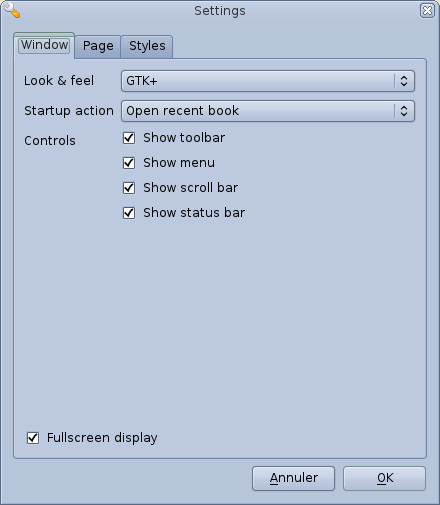 Settings
Window Page Styles
Look & feel GTK+
Startup action Open recent book
Controls Show toolbar
Show menu
Show scroll bar
Show status bar
Fullscreen display
Annuler OK